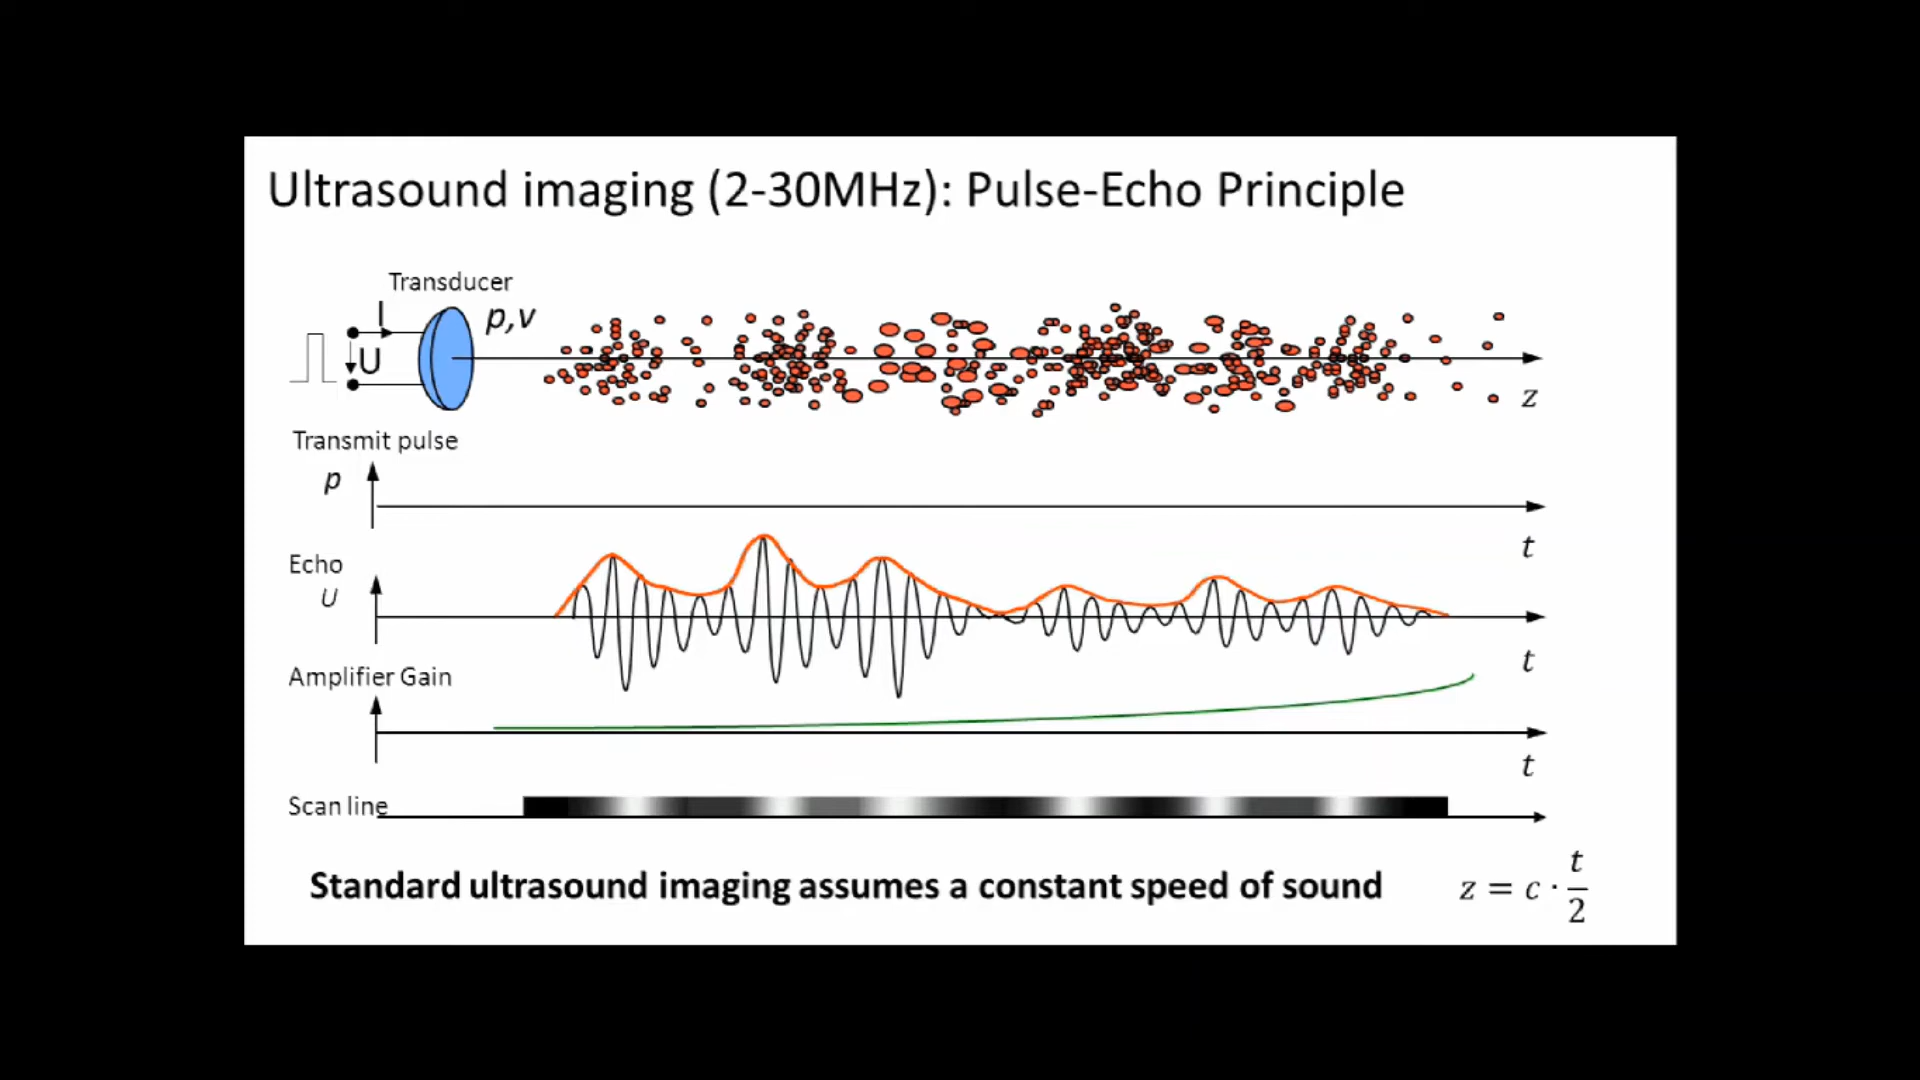 Ultrasound imaging (2-30MHz): Pulse-Echo Principle
Transducer
I
p,v
U
z
Transmit pulse
p
t
Echo
U
t
Amplifier Gain
t
Scan line
Standard ultrasound imaging assumes a constant speed of sound
z = c · t/2